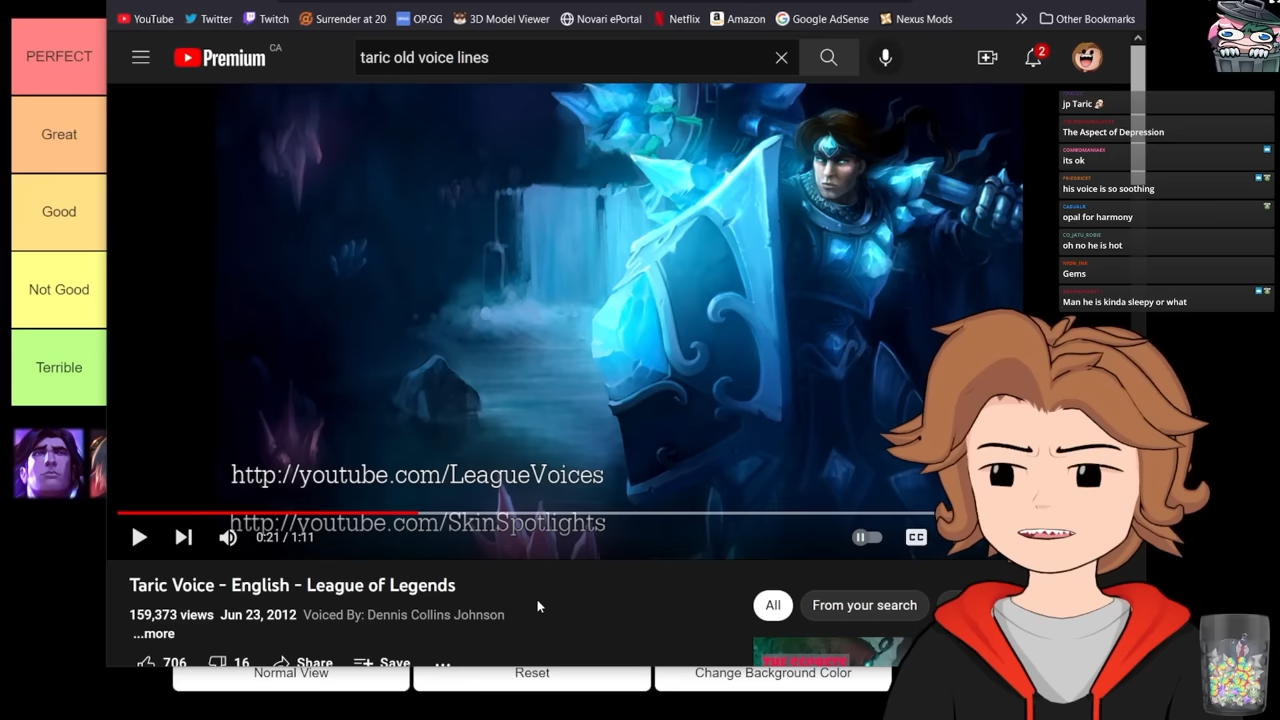 PERFECT
Great
Good
Not Good
Terrible
YouTube
Twitter
Twitch
Surrender at 20
OP.GG
3D Model Viewer
Novari ePortal
Netflix
Amazon
Google AdSense
Nexus Mods
Other Bookmarks
Premium
CA
taric old voice lines
2
http://youtube.com/LeagueVoices
http://youtube.com/SkinSpotlights
0:21 / 1:11
CC
Taric Voice - English - League of Legends
159,373 views Jun 23, 2012 Voiced By: Dennis Collins Johnson
...more
All
From your search
706
16
Share
Save
Normal View
Reset
Change Background Color
jp Taric
The Aspect of Depression
its ok
his voice is so soothing
CASUALR
opal for harmony
CO_JATU_ROBIE
oh no he is hot
Gems
Man he is kinda sleepy or what